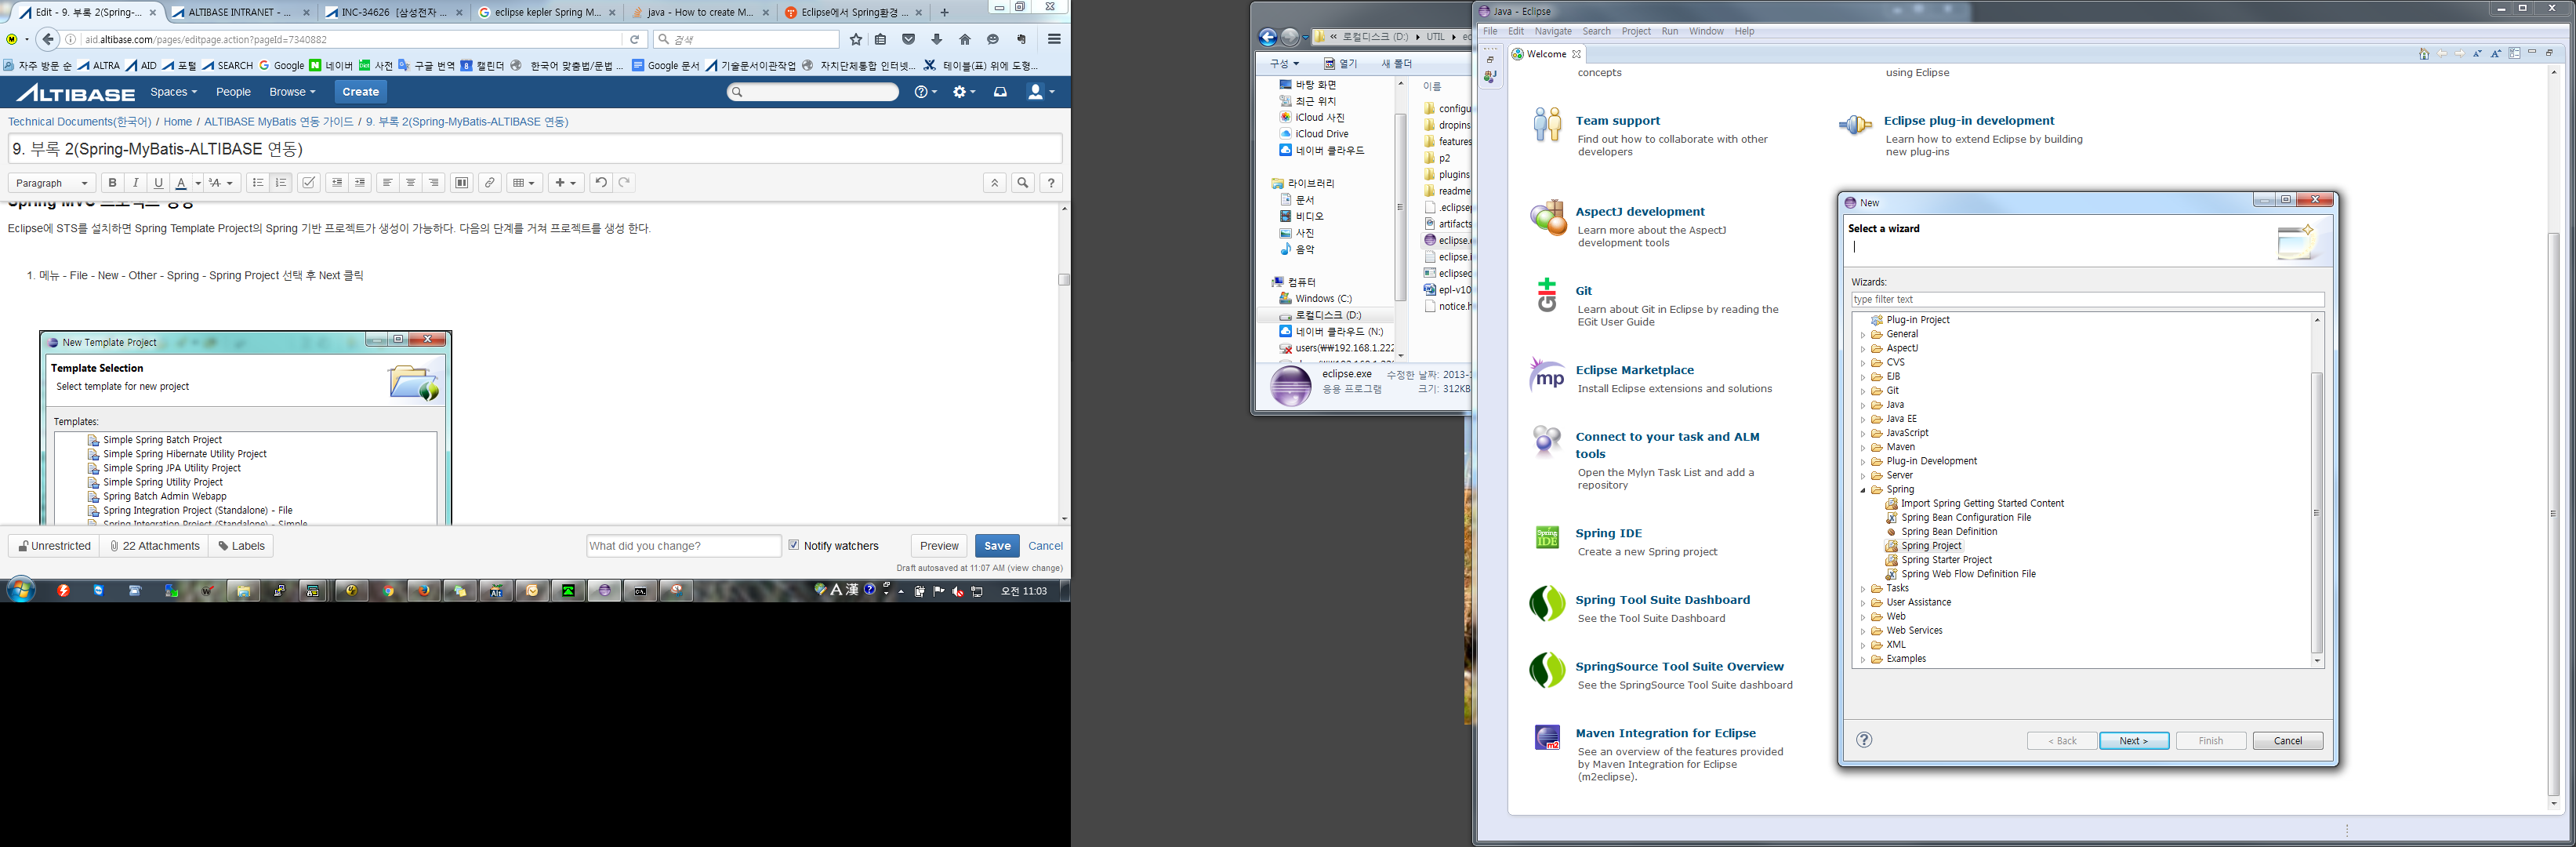 Edit - 9. 부록 2(Spring-...
ALTIBASE INTRANET - ...
INC-34626 [삼성전자 ...
eclipse kepler Spring M...
java - How to create M...
Eclipse에서 Spring환경 ...
aid.altibase.com/pages/editpage.action?pageId=7340882
검색
자주 방문 순
ALTRA
AID
포털
SEARCH
Google
네이버
사전
구글 번역
캘린더
한국어 맞춤법/문법 ...
Google 문서
기술문서이관작업
자치단체통합 인터넷...
테이블(표) 위에 도형...
ALTIBASE
Spaces
People
Browse
Create
Technical Documents(한국어) / Home / ALTIBASE MyBatis 연동 가이드 / 9. 부록 2(Spring-MyBatis-ALTIBASE 연동)
9. 부록 2(Spring-MyBatis-ALTIBASE 연동)
Paragraph
B I U A
Spring MVC 프로젝트 생성
Eclipse에 STS를 설치하면 Spring Template Project의 Spring 기반 프로젝트가 생성이 가능하다. 다음의 단계를 거쳐 프로젝트를 생성 한다.
1. 메뉴 - File - New - Other - Spring - Spring Project 선택 후 Next 클릭
New Template Project
Template Selection
Select template for new project
Templates:
Simple Spring Batch Project
Simple Spring Hibernate Utility Project
Simple Spring JPA Utility Project
Simple Spring Utility Project
Spring Batch Admin Webapp
Spring Integration Project (Standalone) - File
Spring Integration Project (Standalone) - Simple
Unrestricted
22 Attachments
Labels
What did you change?
Notify watchers
Preview
Save
Cancel
Draft autosaved at 11:07 AM (view change)
A 漢
오전 11:03
로컬디스크 (D:)
UTIL
구성
열기
새 폴더
바탕 화면
최근 위치
iCloud 사진
iCloud Drive
네이버 클라우드
라이브러리
문서
비디오
사진
음악
컴퓨터
Windows (C:)
로컬디스크 (D:)
네이버 클라우드 (N:)
users(₩₩192.168.1.222
이름
configu
dropins
features
p2
plugins
readme
.eclipsep
artifacts
eclipse.e
eclipse.i
eclipsec
epl-v10
notice.h
eclipse.exe
수정한 날짜: 2013-
응용 프로그램
크기: 312KB
Java - Eclipse
File Edit Navigate Search Project Run Window Help
Welcome
concepts
using Eclipse
Team support
Find out how to collaborate with other
developers
Eclipse plug-in development
Learn how to extend Eclipse by building
new plug-ins
AspectJ development
Learn more about the AspectJ
development tools
Git
Learn about Git in Eclipse by reading the
EGit User Guide
Eclipse Marketplace
Install Eclipse extensions and solutions
Connect to your task and ALM
tools
Open the Mylyn Task List and add a
repository
Spring IDE
Create a new Spring project
Spring Tool Suite Dashboard
See the Tool Suite Dashboard
SpringSource Tool Suite Overview
See the SpringSource Tool Suite dashboard
Maven Integration for Eclipse
See an overview of the features provided
by Maven Integration for Eclipse
(m2eclipse).
New
Select a wizard
Wizards:
type filter text
Plug-in Project
General
AspectJ
CVS
EJB
Git
Java
Java EE
JavaScript
Maven
Plug-in Development
Server
Spring
Import Spring Getting Started Content
Spring Bean Configuration File
Spring Bean Definition
Spring Project
Spring Starter Project
Spring Web Flow Definition File
Tasks
User Assistance
Web
Web Services
XML
Examples
< Back
Next >
Finish
Cancel